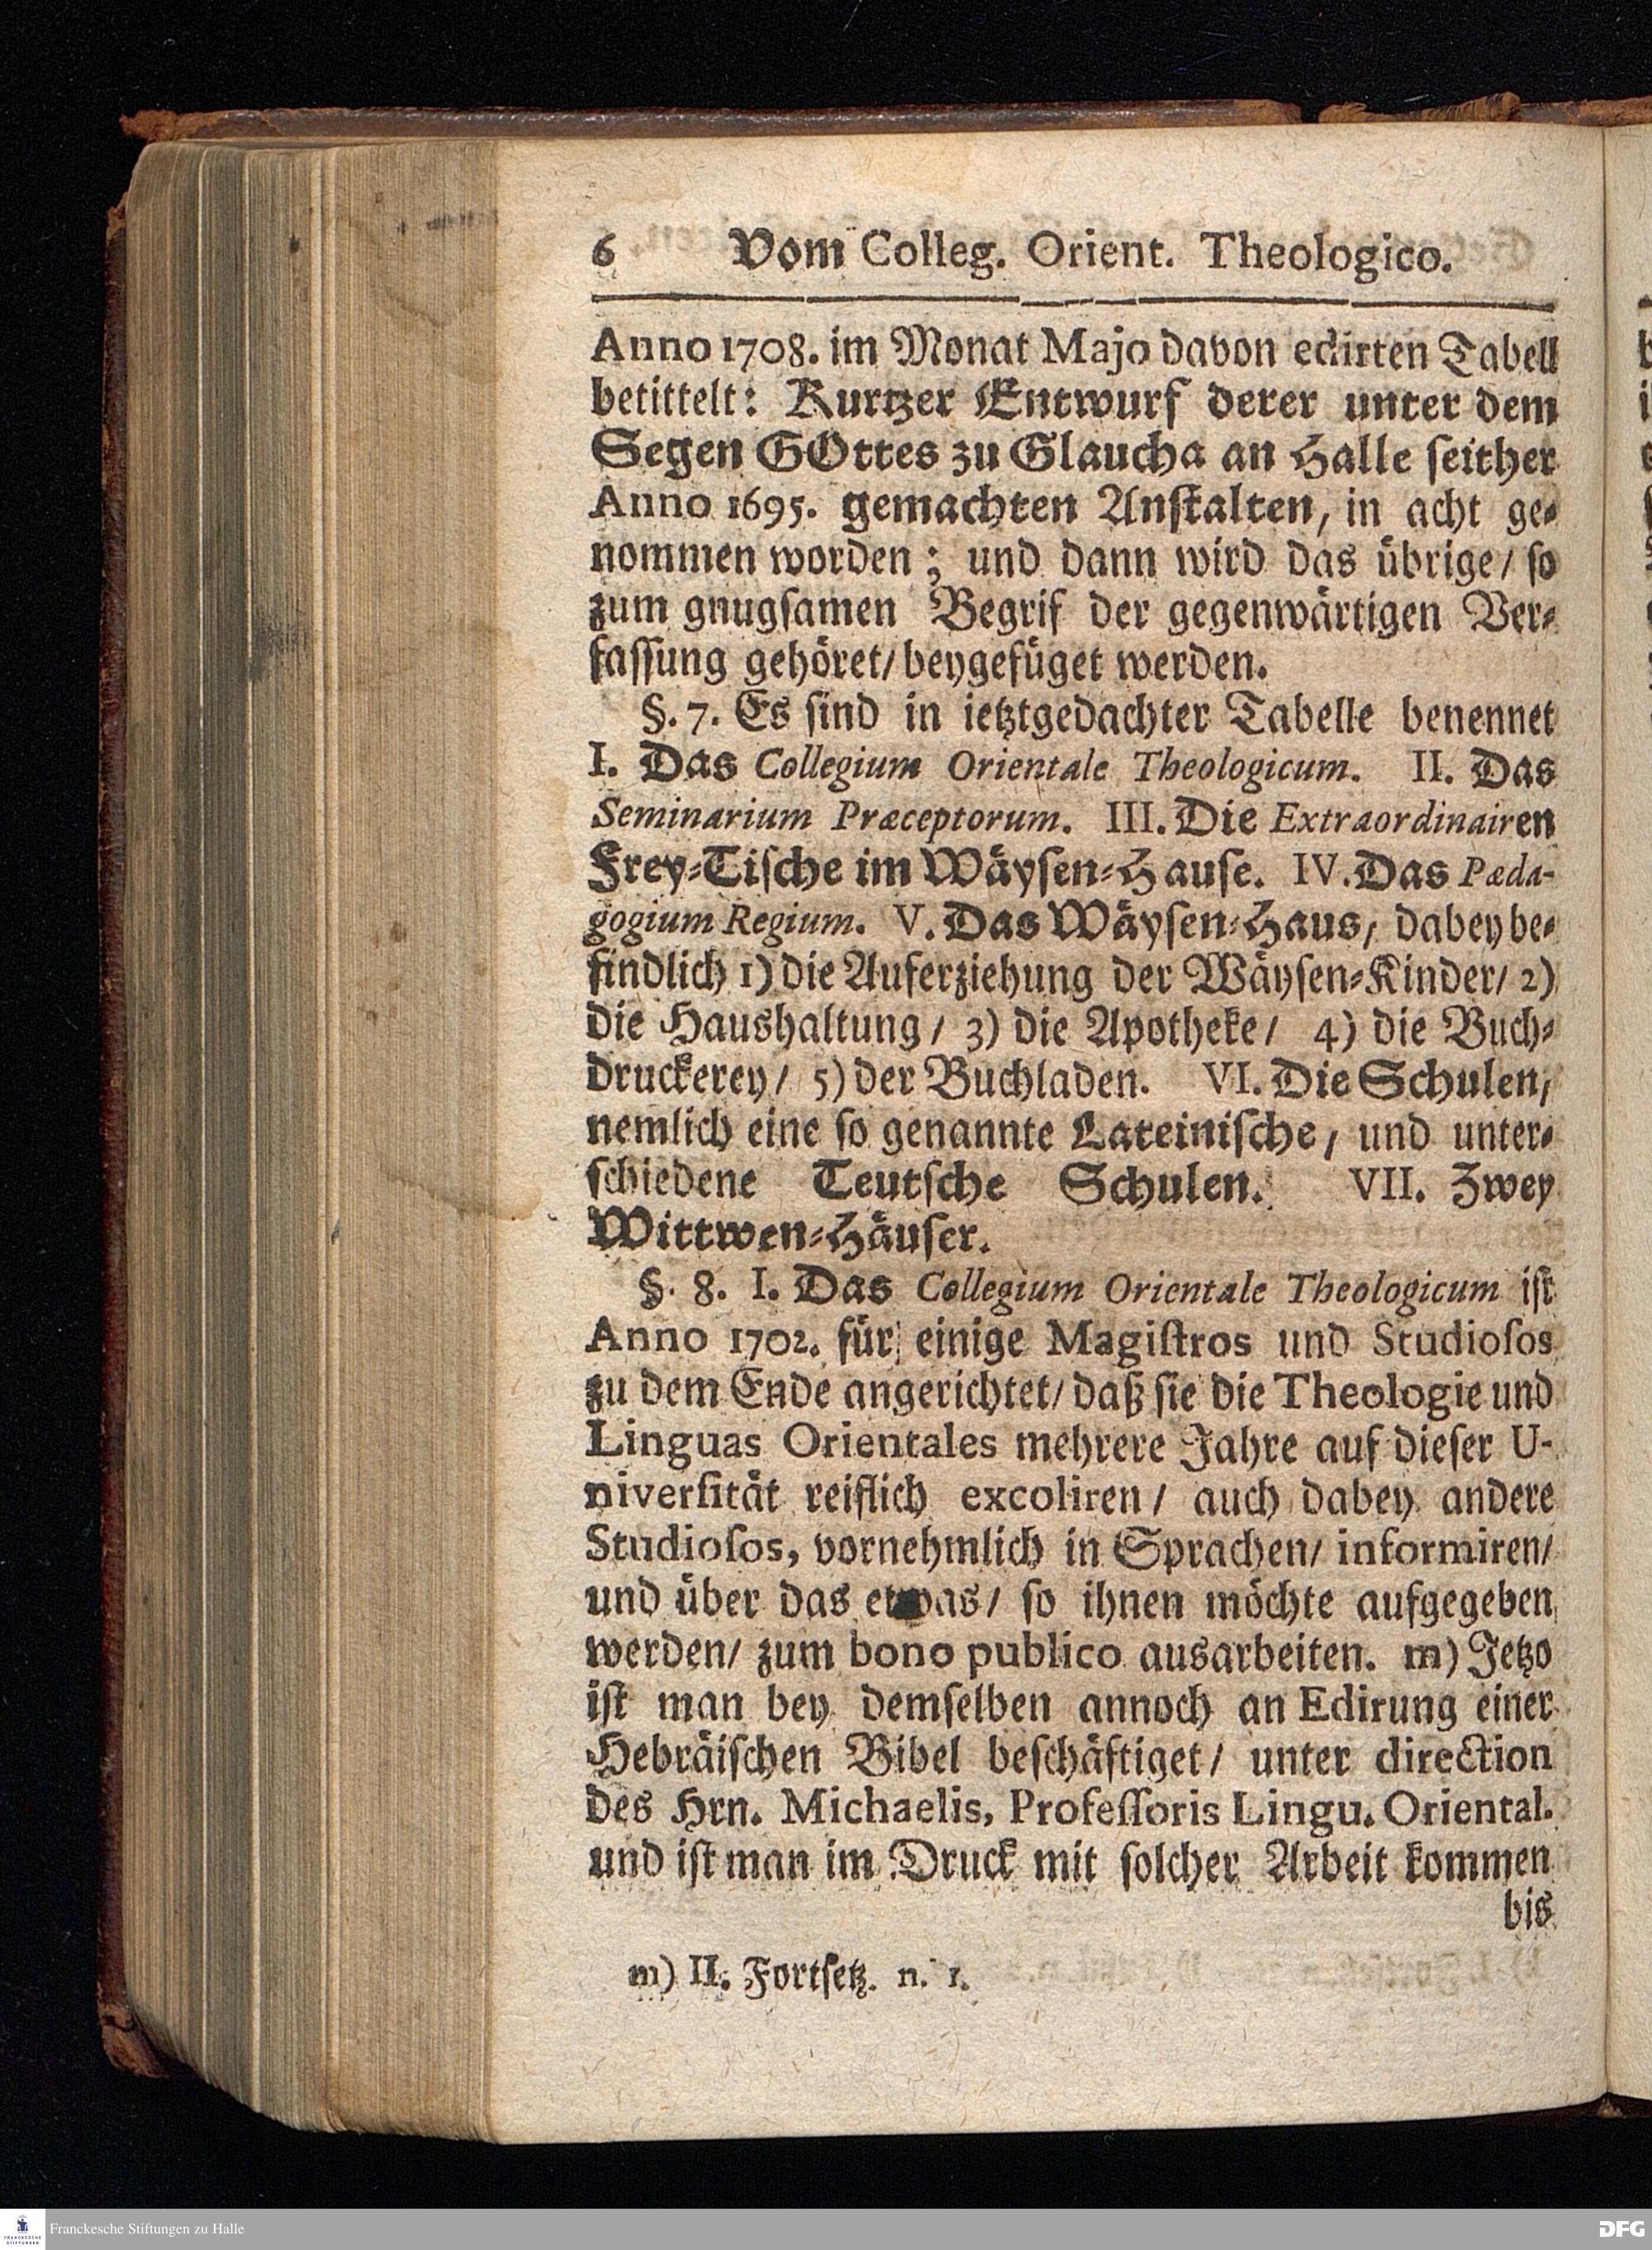 6 Vom Colleg. Orient. Theologico.
Anno 1708. im Monat Majo davon edirten Tabell
betittelt: Kurtzer Entwurf derer unter dem
Segen GOttes zu Glaucha an Halle ſeither
Anno 1695. gemachten Anſtalten, in acht ge⸗
nommen worden; und dann wird das übrige/ ſo
zum gnugſamen Begrif der gegenwärtigen Ver⸗
faſſung gehöret/ beygefüget werden.
§. 7. Es ſind in ietztgedachter Tabelle benennet
I. Das Collegium Orientale Theologicum. II. Das
Seminarium Præceptorum. III. Die Extraordinairen
Frey⸗Tiſche im Wäyſen⸗Hauſe. IV. Das Pæda-
gogium Regium. V. Das Wäyſen⸗Haus, dabey be⸗
findlich 1) die Auferziehung der Wäyſen⸗Kinder/ 2)
die Haushaltung/ 3) die Apotheke/ 4) die Buch⸗
druckerey/ 5) der Buchladen. VI. Die Schulen,
nemlich eine ſo genannte Lateiniſche, und unter⸗
ſchiedene Teutſche Schulen. VII. Zwey
Wittwen⸗Häuſer.
§. 8. I. Das Collegium Orientale Theologicum iſt
Anno 1702. für einige Magiſtros und Studioſos
zu dem Ende angerichtet/ daß ſie die Theologie und
Linguas Orientales mehrere Jahre auf dieſer U-
niverſität reiflich excoliren/ auch dabey andere
Studioſos, vornehmlich in Sprachen/ informiren/
und über das etwas/ ſo ihnen möchte aufgegeben
werden/ zum bono publico ausarbeiten. m) Jetzo
iſt man bey demſelben annoch an Edirung einer
Hebräiſchen Bibel beſchäftiget/ unter direction
des Hrn. Michaelis, Profeſſoris Lingu. Oriental.
und iſt man im Druck mit ſolcher Arbeit kommen
bis
m) II. Fortſetz. n. 1.
Franckesche Stiftungen zu Halle
DFG